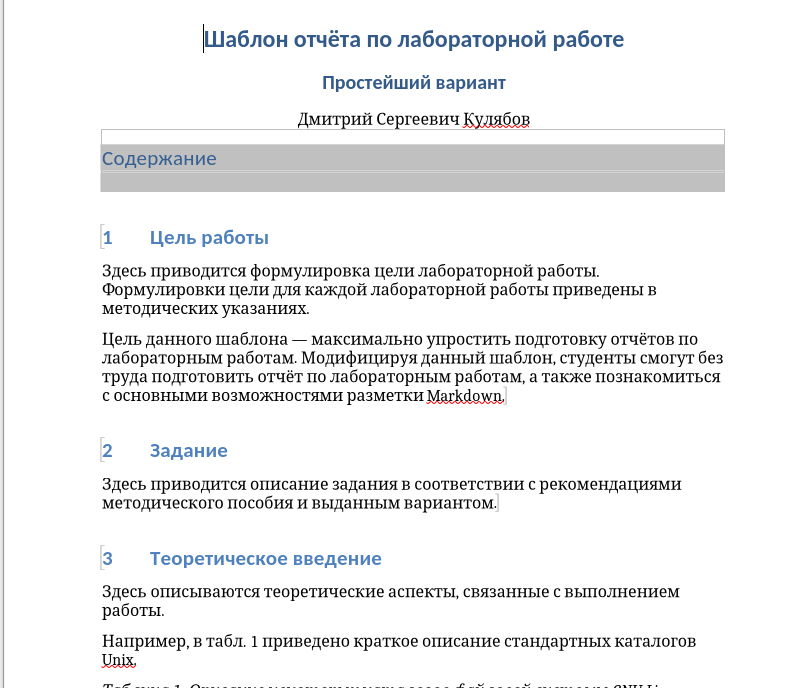 Шаблон отчёта по лабораторной работе
Простейший вариант
Дмитрий Сергеевич Кулябов
Содержание
1 Цель работы
Здесь приводится формулировка цели лабораторной работы.
Формулировки цели для каждой лабораторной работы приведены в
методических указаниях.
Цель данного шаблона — максимально упростить подготовку отчётов по
лабораторным работам. Модифицируя данный шаблон, студенты смогут без
труда подготовить отчёт по лабораторным работам, а также познакомиться
с основными возможностями разметки Markdown.
2 Задание
Здесь приводится описание задания в соответствии с рекомендациями
методического пособия и выданным вариантом.
3 Теоретическое введение
Здесь описываются теоретические аспекты, связанные с выполнением
работы.
Например, в табл. 1 приведено краткое описание стандартных каталогов
Unix.